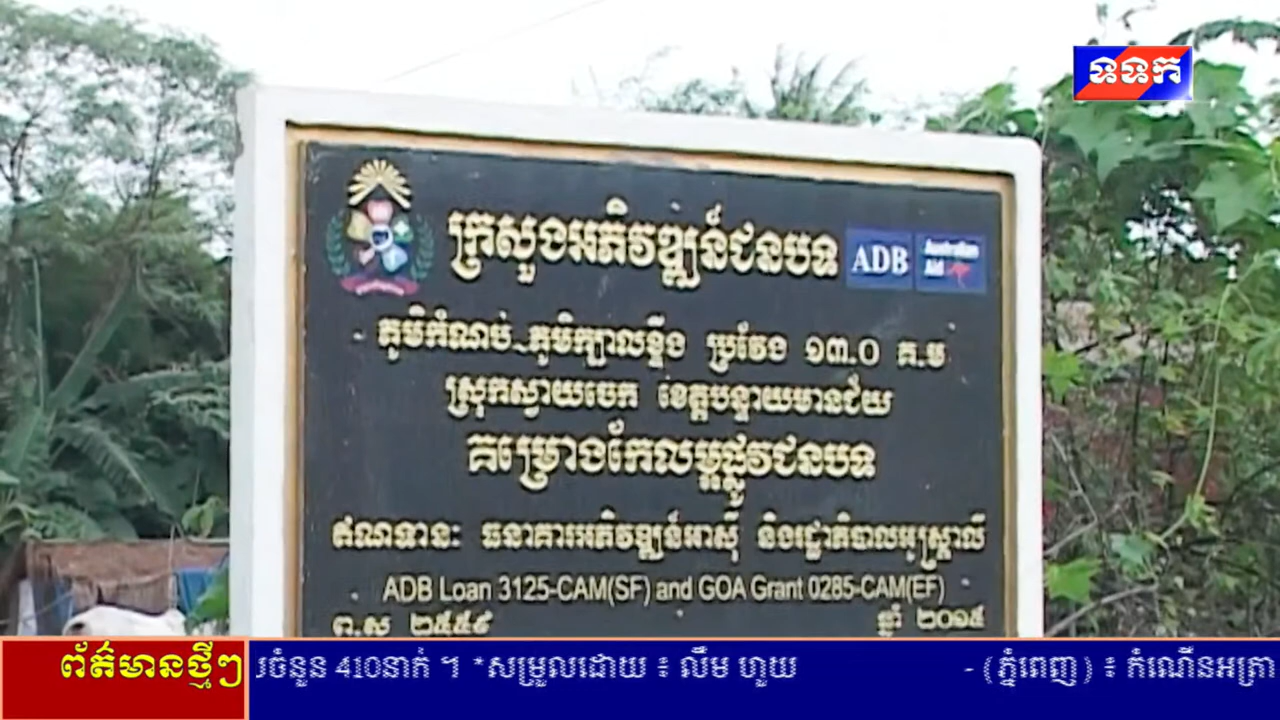 ទទក
ក្រសួងអភិវឌ្ឍន៍ជនបទ ADB Australian Aid
ភូមិកំណប់-ភូមិក្បាលខ្ទឹង ប្រវែង ១៣.០ គ.ម
ស្រុកស្វាយចេក ខេត្តបន្ទាយមានជ័យ
គម្រោងកែលម្អផ្លូវជនបទ
ឥណទាន: ធនាគារអភិវឌ្ឍន៍អាស៊ី និងរដ្ឋាភិបាលអូស្ត្រាលី
ADB Loan 3125-CAM(SF) and GOA Grant 0285-CAM(EF)
ព.ស ២៥៥៩ ឆ្នាំ ២០១៥
ព័ត៌មានថ្មីៗ
ចំនួន 410នាក់ ។ *សម្រួលដោយ ៖ លឹម ហួយ -(ភ្នំពេញ) ៖ កំណើនអត្រា